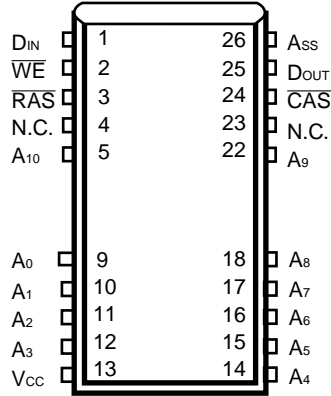 DIN 1 26 ASS
WE 2 25 DOUT
RAS 3 24 CAS
N.C. 4 23 N.C.
A10 5 22 A9
A0 9 18 A8
A1 10 17 A7
A2 11 16 A6
A3 12 15 A5
VCC 13 14 A4